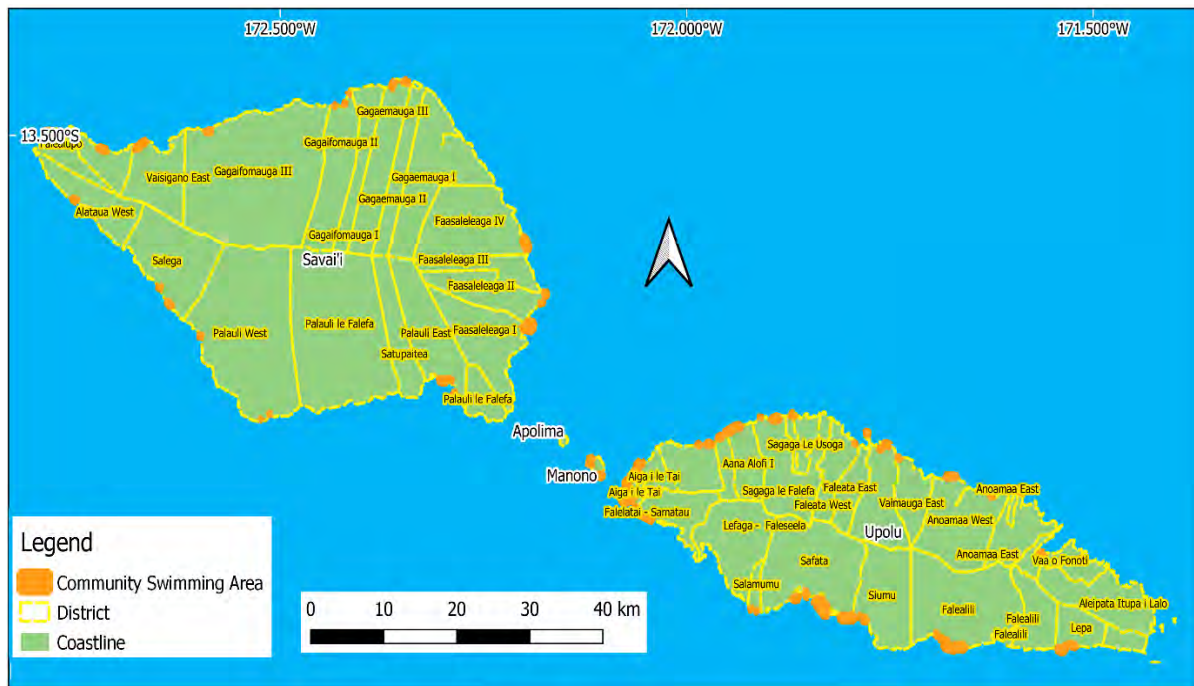 172.500°W
172.000°W
171.500°W
13.500°S
Falealupo
Vaisigano East
Alataua West
Salega
Gagaifomauga III
Gagaifomauga II
Gagaifomauga I
Gagaemauga III
Gagaemauga I
Gagaemauga II
Faasaleleaga IV
Faasaleleaga III
Faasaleleaga II
Faasaleleaga I
Savai'i
Palauli West
Palauli le Falefa
Palauli East
Satupaitea
Palauli le Falefa
Apolima
Manono
Aiga i le Tai
Aiga i le Tai
Falelatai - Samatau
Aana Alofi I
Sagaga Le Usoga
Sagaga le Falefa
Faleata East
Faleata West
Vaimauga East
Anoamaa East
Anoamaa West
Lefaga - Faleseela
Upolu
Safata
Salamumu
Siumu
Anoamaa East
Vaa o Fonoti
Aleipata Itupa i Lalo
Falealili
Falealili
Falealili
Lepa
Legend
Community Swimming Area
District
Coastline
0 10 20 30 40 km